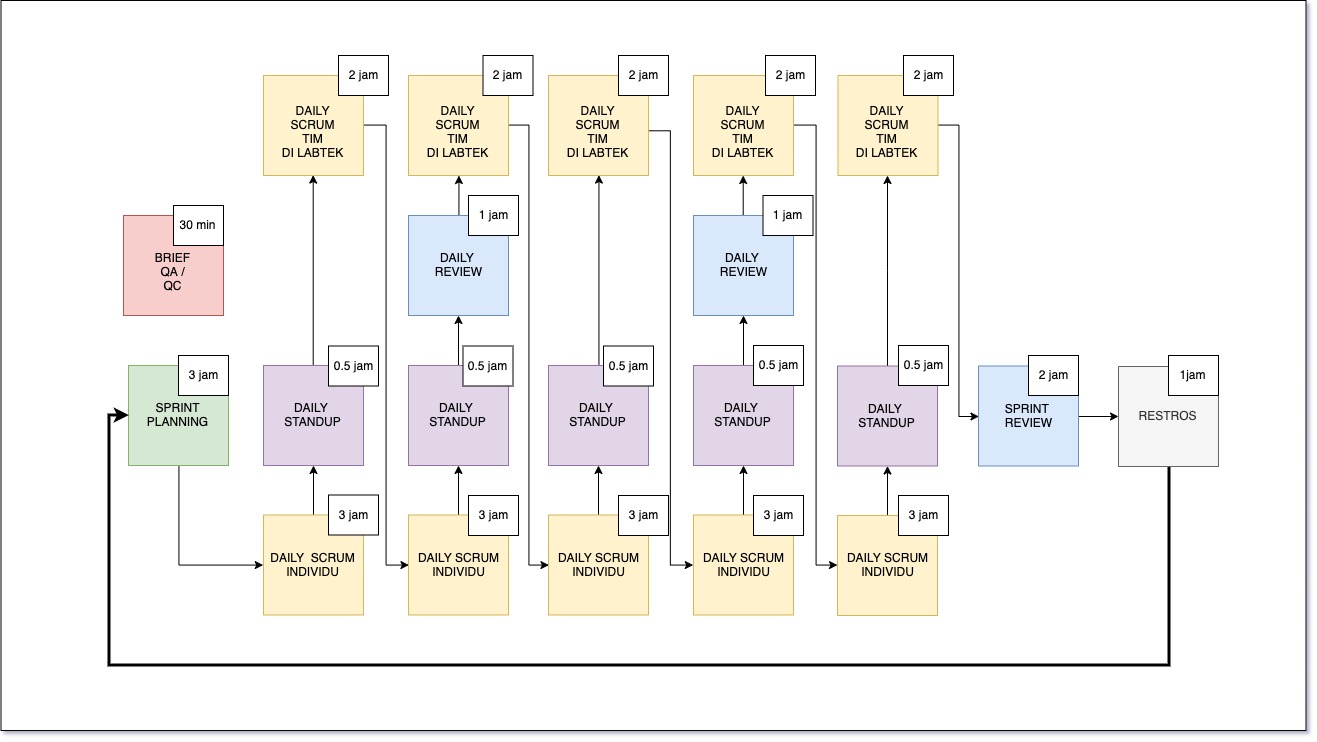 2 jam
DAILY
SCRUM
TIM
DI LABTEK
2 jam
DAILY
SCRUM
TIM
DI LABTEK
2 jam
DAILY
SCRUM
TIM
DI LABTEK
2 jam
DAILY
SCRUM
TIM
DI LABTEK
2 jam
DAILY
SCRUM
TIM
DI LABTEK
30 min
BRIEF
QA /
QC
1 jam
DAILY
REVIEW
1 jam
DAILY
REVIEW
3 jam
SPRINT
PLANNING
0.5 jam
DAILY
STANDUP
0.5 jam
DAILY
STANDUP
0.5 jam
DAILY
STANDUP
0.5 jam
DAILY
STANDUP
0.5 jam
DAILY
STANDUP
2 jam
SPRINT
REVIEW
1jam
RESTROS
3 jam
DAILY SCRUM
INDIVIDU
3 jam
DAILY SCRUM
INDIVIDU
3 jam
DAILY SCRUM
INDIVIDU
3 jam
DAILY SCRUM
INDIVIDU
3 jam
DAILY SCRUM
INDIVIDU